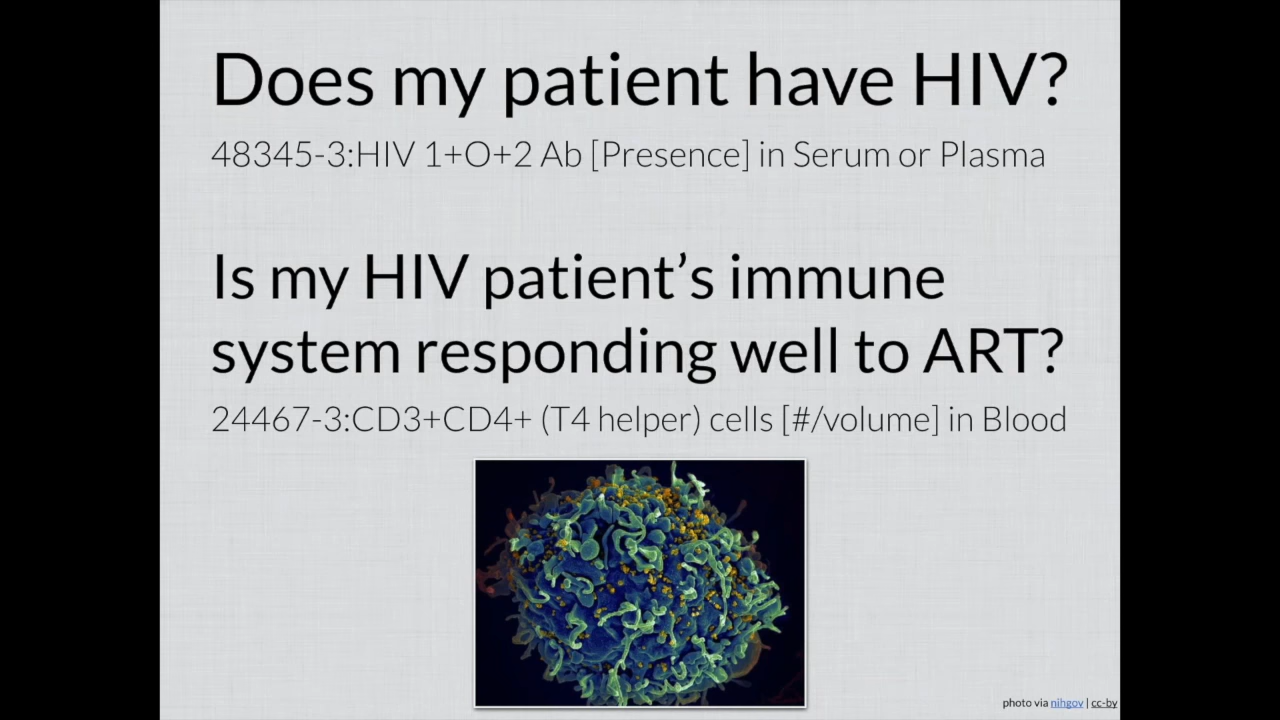 Does my patient have HIV?
48345-3:HIV 1+O+2 Ab [Presence] in Serum or Plasma
Is my HIV patient’s immune
system responding well to ART?
24467-3:CD3+CD4+ (T4 helper) cells [#/volume] in Blood
photo via nihgov | cc-by